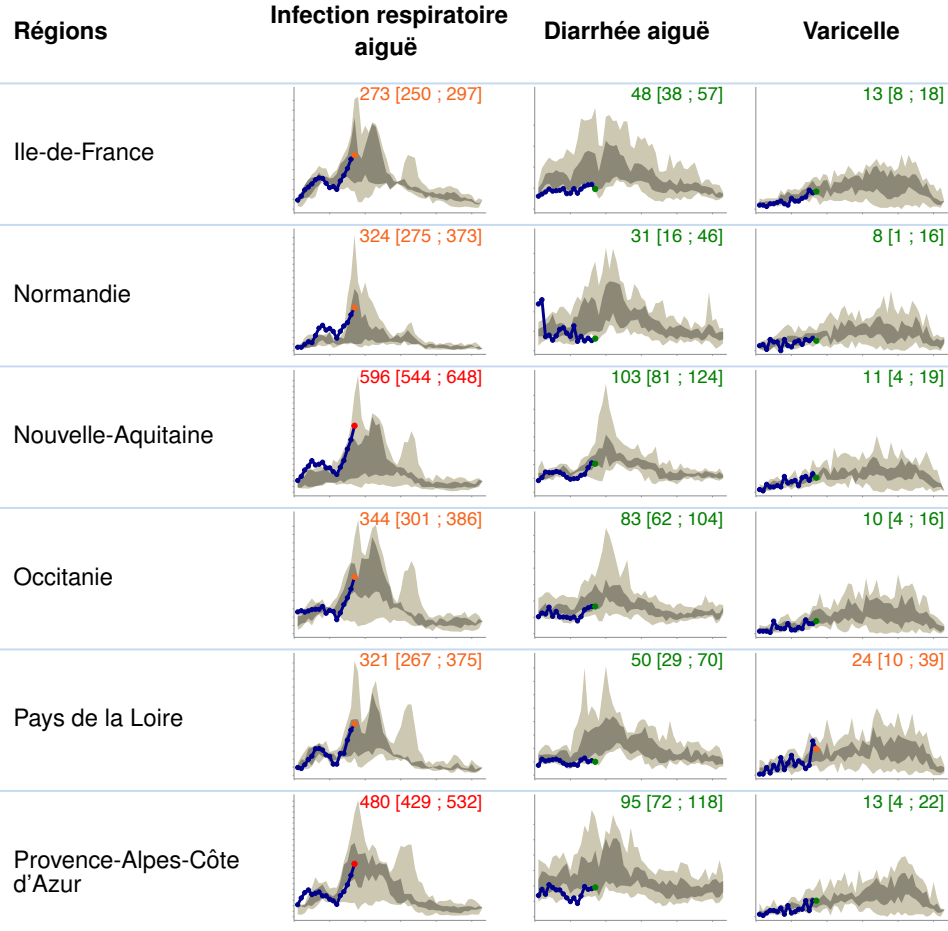 Régions
Infection respiratoire
aiguë
Diarrhée aiguë
Varicelle
Ile-de-France
273 [250 ; 297]
48 [38 ; 57]
13 [8 ; 18]
Normandie
324 [275 ; 373]
31 [16 ; 46]
8 [1 ; 16]
Nouvelle-Aquitaine
596 [544 ; 648]
103 [81 ; 124]
11 [4 ; 19]
Occitanie
344 [301 ; 386]
83 [62 ; 104]
10 [4 ; 16]
Pays de la Loire
321 [267 ; 375]
50 [29 ; 70]
24 [10 ; 39]
Provence-Alpes-Côte
d'Azur
480 [429 ; 532]
95 [72 ; 118]
13 [4 ; 22]